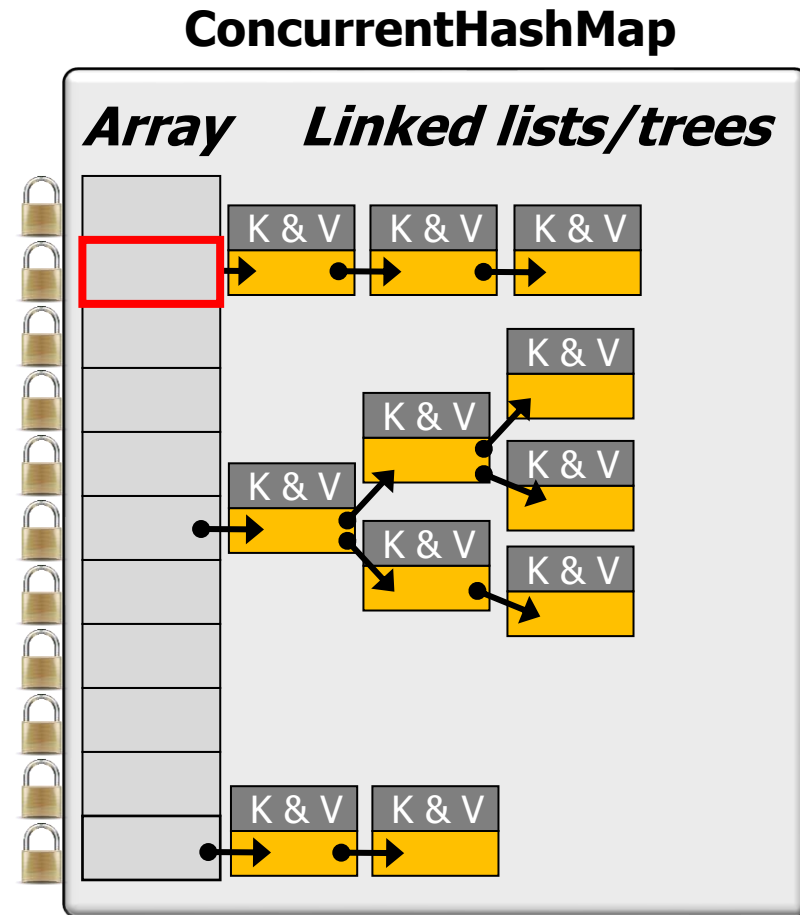 ConcurrentHashMap
Array Linked lists/trees
K & V K & V K & V
K & V
K & V
K & V
K & V
K & V
K & V
K & V K & V